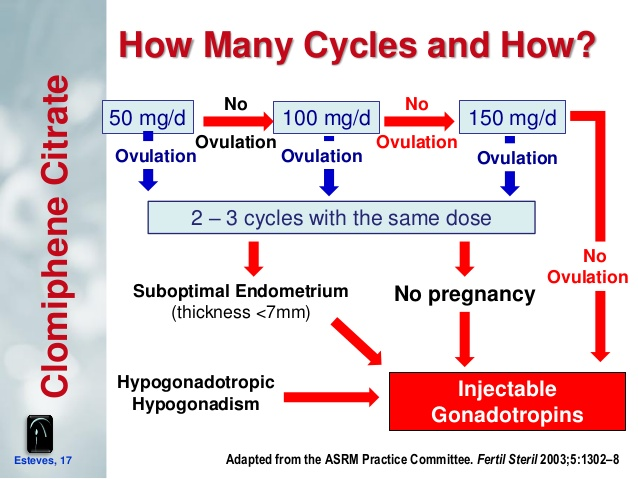 How Many Cycles and How?
Clomiphene Citrate
50 mg/d
No
Ovulation
100 mg/d
No
Ovulation
150 mg/d
Ovulation
Ovulation
Ovulation
2 – 3 cycles with the same dose
No
Ovulation
Suboptimal Endometrium
(thickness <7mm)
No pregnancy
Hypogonadotropic
Hypogonadism
Injectable
Gonadotropins
Esteves, 17
Adapted from the ASRM Practice Committee. Fertil Steril 2003;5:1302–8